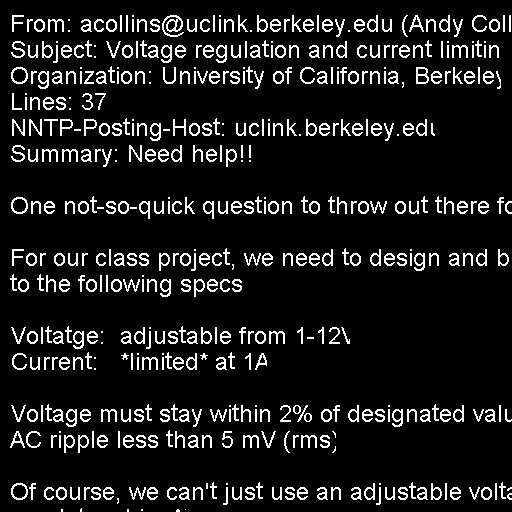 From: acollins@uclink.berkeley.edu (Andy Coll
Subject: Voltage regulation and current limitin
Organization: University of California, Berkeley
Lines: 37
NNTP-Posting-Host: uclink.berkeley.edu
Summary: Need help!!
One not-so-quick question to throw out there fo
For our class project, we need to design and b
to the following specs
Voltatge: adjustable from 1-12V
Current: *limited* at 1A
Voltage must stay within 2% of designated valu
AC ripple less than 5 mV (rms)
Of course, we can't just use an adjustable volta